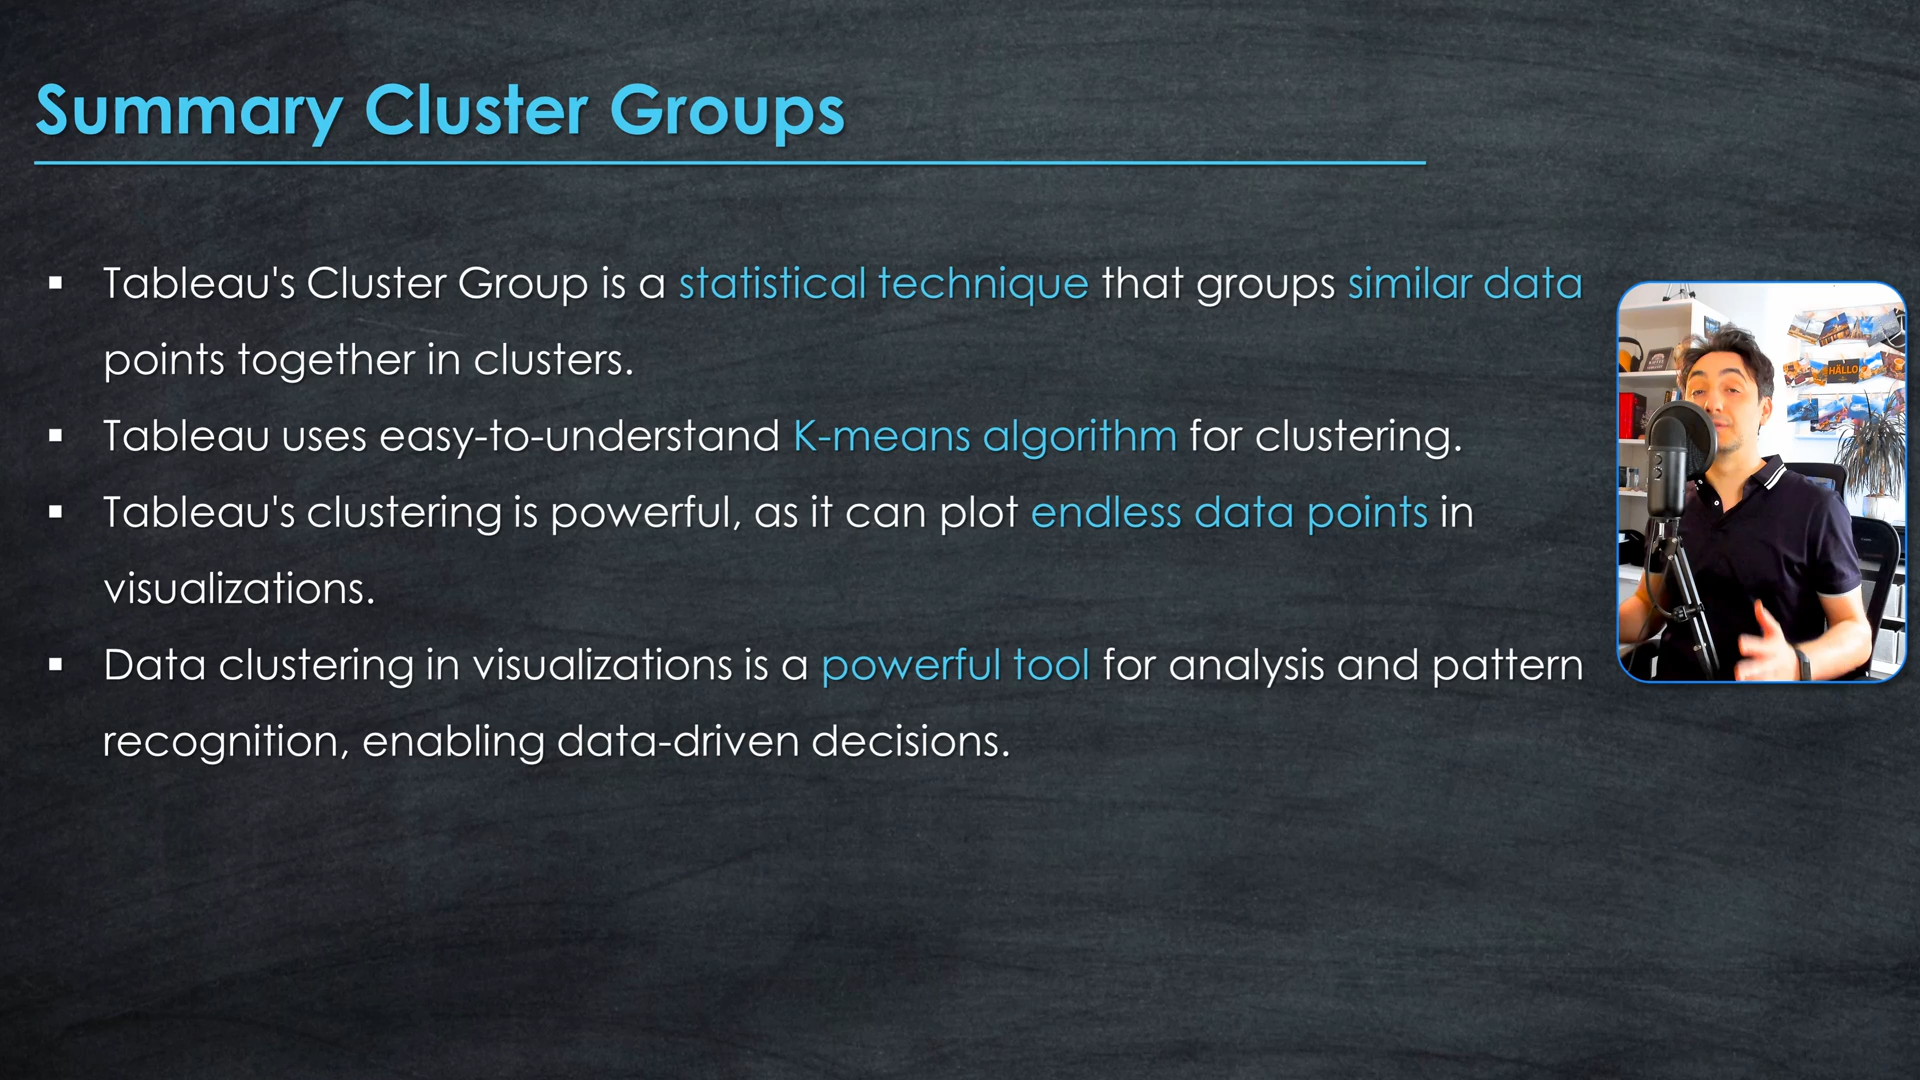 Summary Cluster Groups
▪ Tableau's Cluster Group is a statistical technique that groups similar data
points together in clusters.
▪ Tableau uses easy-to-understand K-means algorithm for clustering.
▪ Tableau's clustering is powerful, as it can plot endless data points in
visualizations.
▪ Data clustering in visualizations is a powerful tool for analysis and pattern
recognition, enabling data-driven decisions.
HALLO